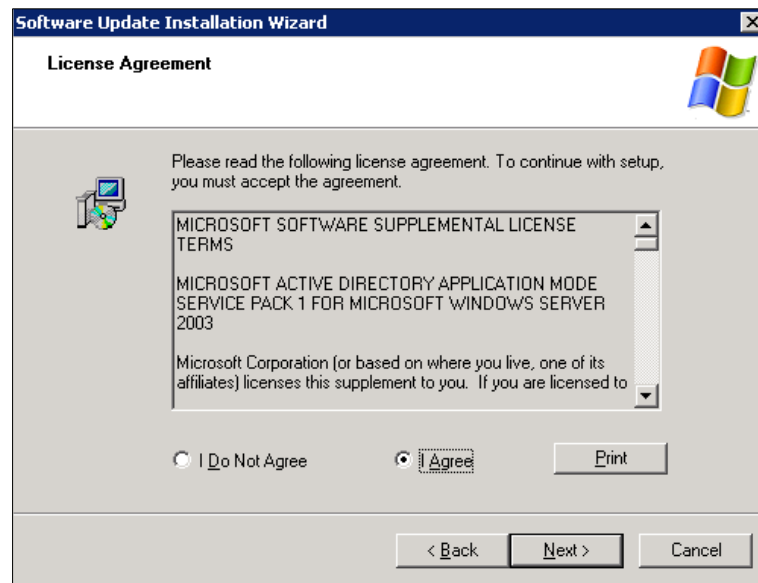 Software Update Installation Wizard
License Agreement
Please read the following license agreement. To continue with setup,
you must accept the agreement.
MICROSOFT SOFTWARE SUPPLEMENTAL LICENSE
TERMS
MICROSOFT ACTIVE DIRECTORY APPLICATION MODE
SERVICE PACK 1 FOR MICROSOFT WINDOWS SERVER
2003
Microsoft Corporation (or based on where you live, one of its
affiliates) licenses this supplement to you. If you are licensed to
I Do Not Agree
I Agree
Print
< Back
Next >
Cancel